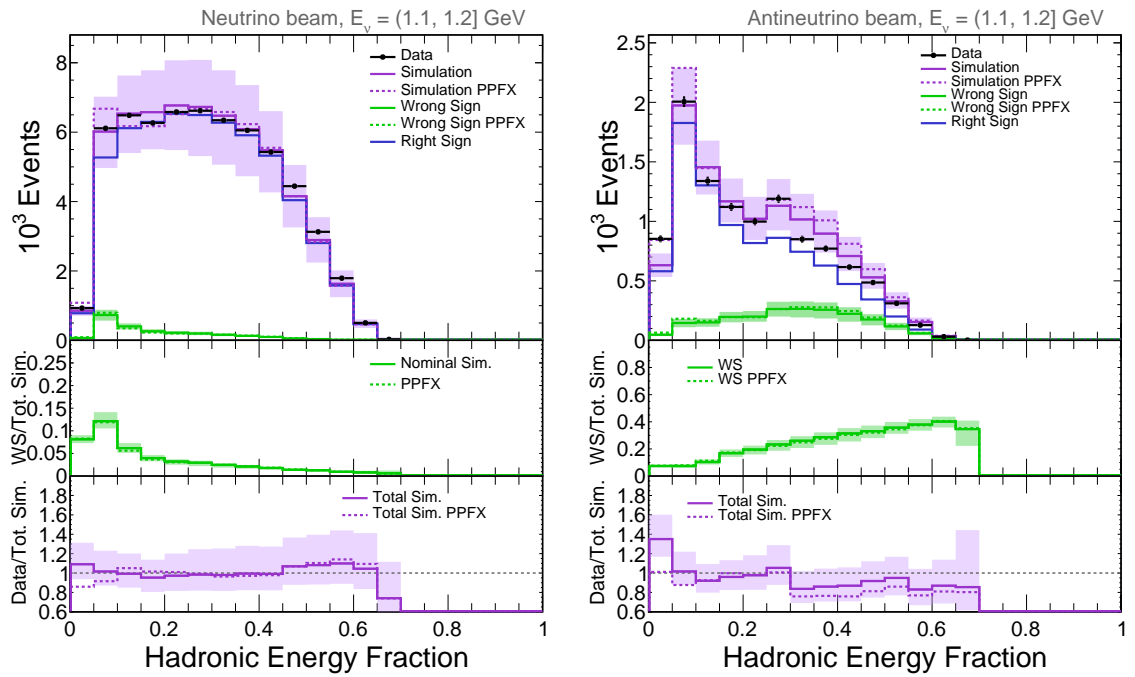 Neutrino beam, E_ν = (1.1, 1.2] GeV
10³ Events
8
6
4
2
0
Data
Simulation
Simulation PPFX
Wrong Sign
Wrong Sign PPFX
Right Sign
WS/Tot. Sim.
0.25
0.2
0.15
0.1
0.05
0
Nominal Sim.
PPFX
Data/Tot. Sim.
1.8
1.6
1.4
1.2
1
0.8
0.6
Total Sim.
Total Sim. PPFX
0 0.2 0.4 0.6 0.8 1
Hadronic Energy Fraction
Antineutrino beam, E_ν = (1.1, 1.2] GeV
10³ Events
2.5
2
1.5
1
0.5
0
Data
Simulation
Simulation PPFX
Wrong Sign
Wrong Sign PPFX
Right Sign
WS/Tot. Sim.
0.8
0.6
0.4
0.2
0
WS
WS PPFX
Data/Tot. Sim.
1.8
1.6
1.4
1.2
1
0.8
0.6
Total Sim.
Total Sim. PPFX
0 0.2 0.4 0.6 0.8 1
Hadronic Energy Fraction